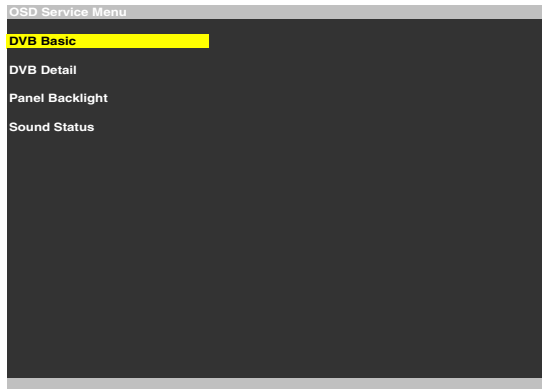 OSD Service Menu
DVB Basic
DVB Detail
Panel Backlight
Sound Status